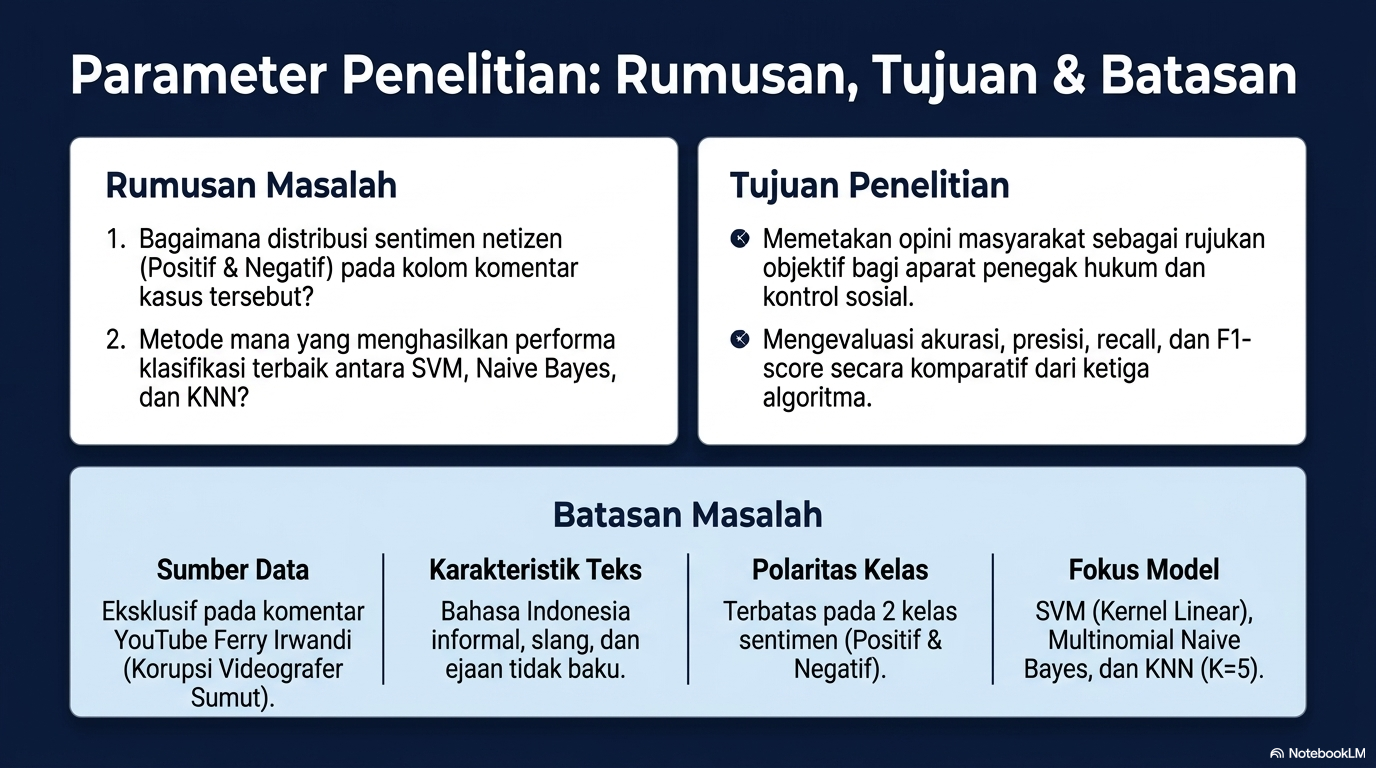 Parameter Penelitian: Rumusan, Tujuan & Batasan
Rumusan Masalah
1. Bagaimana distribusi sentimen netizen
(Positif & Negatif) pada kolom komentar
kasus tersebut?
2. Metode mana yang menghasilkan performa
klasifikasi terbaik antara SVM, Naive Bayes,
dan KNN?
Tujuan Penelitian
Memetakan opini masyarakat sebagai rujukan
objektif bagi aparat penegak hukum dan
kontrol sosial.
Mengevaluasi akurasi, presisi, recall, dan F1-
score secara komparatif dari ketiga
algoritma.
Batasan Masalah
Sumber Data
Eksklusif pada komentar
YouTube Ferry Irwandi
(Korupsi Videografer
Sumut).
Karakteristik Teks
Bahasa Indonesia
informal, slang, dan
ejaan tidak baku.
Polaritas Kelas
Terbatas pada 2 kelas
sentimen (Positif &
Negatif).
Fokus Model
SVM (Kernel Linear),
Multinomial Naive
Bayes, dan KNN (K=5).
NotebookLM